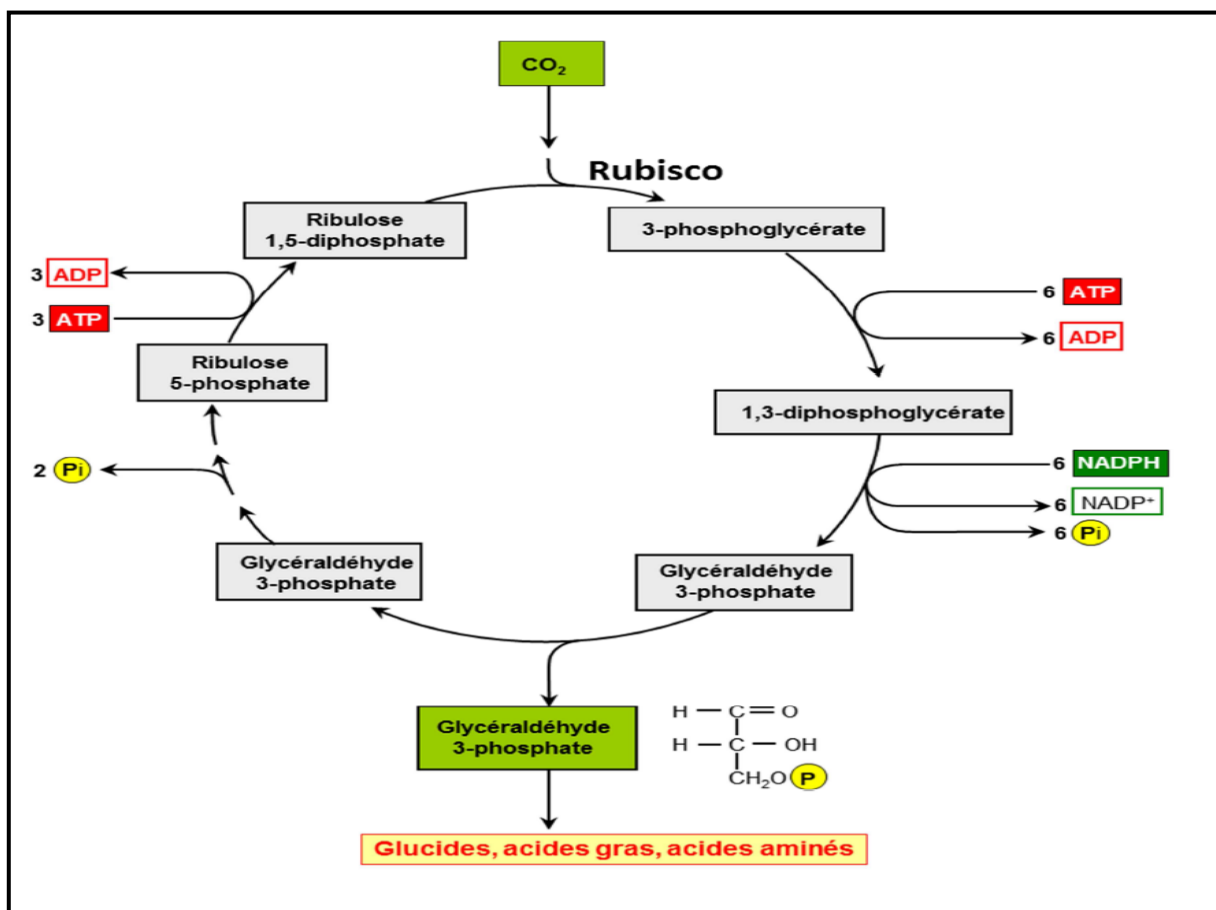 CO₂
Rubisco
Ribulose
1,5-diphosphate
3-phosphoglycérate
3 ADP
3 ATP
6 ATP
6 ADP
Ribulose
5-phosphate
1,3-diphosphoglycérate
2 Pi
6 NADPH
6 NADP⁺
6 Pi
Glycéraldéhyde
3-phosphate
Glycéraldéhyde
3-phosphate
Glycéraldéhyde
3-phosphate
H — C = O
H — C — OH
CH₂O P
Glucides, acides gras, acides aminés